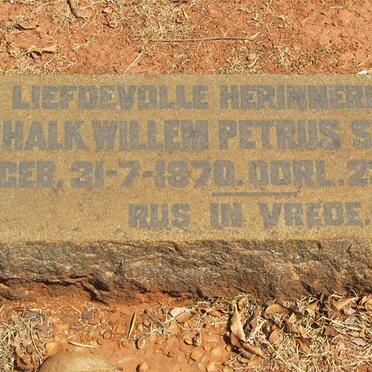 LIEFDEVOLLE HERINNERI
HALK WILLEM PETRUS S
GEB. 31-7-1870. OORL. 2
RUS IN VREDE.